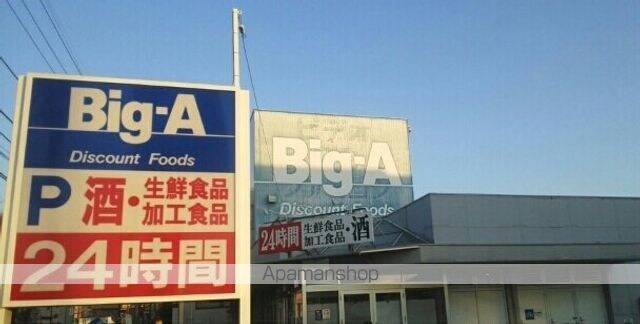 Big-A
Discount Foods
P 酒・生鮮食品
加工食品
24時間
Big-A
Discount Foods
24時間 生鮮食品・酒
加工食品
Apamanshop